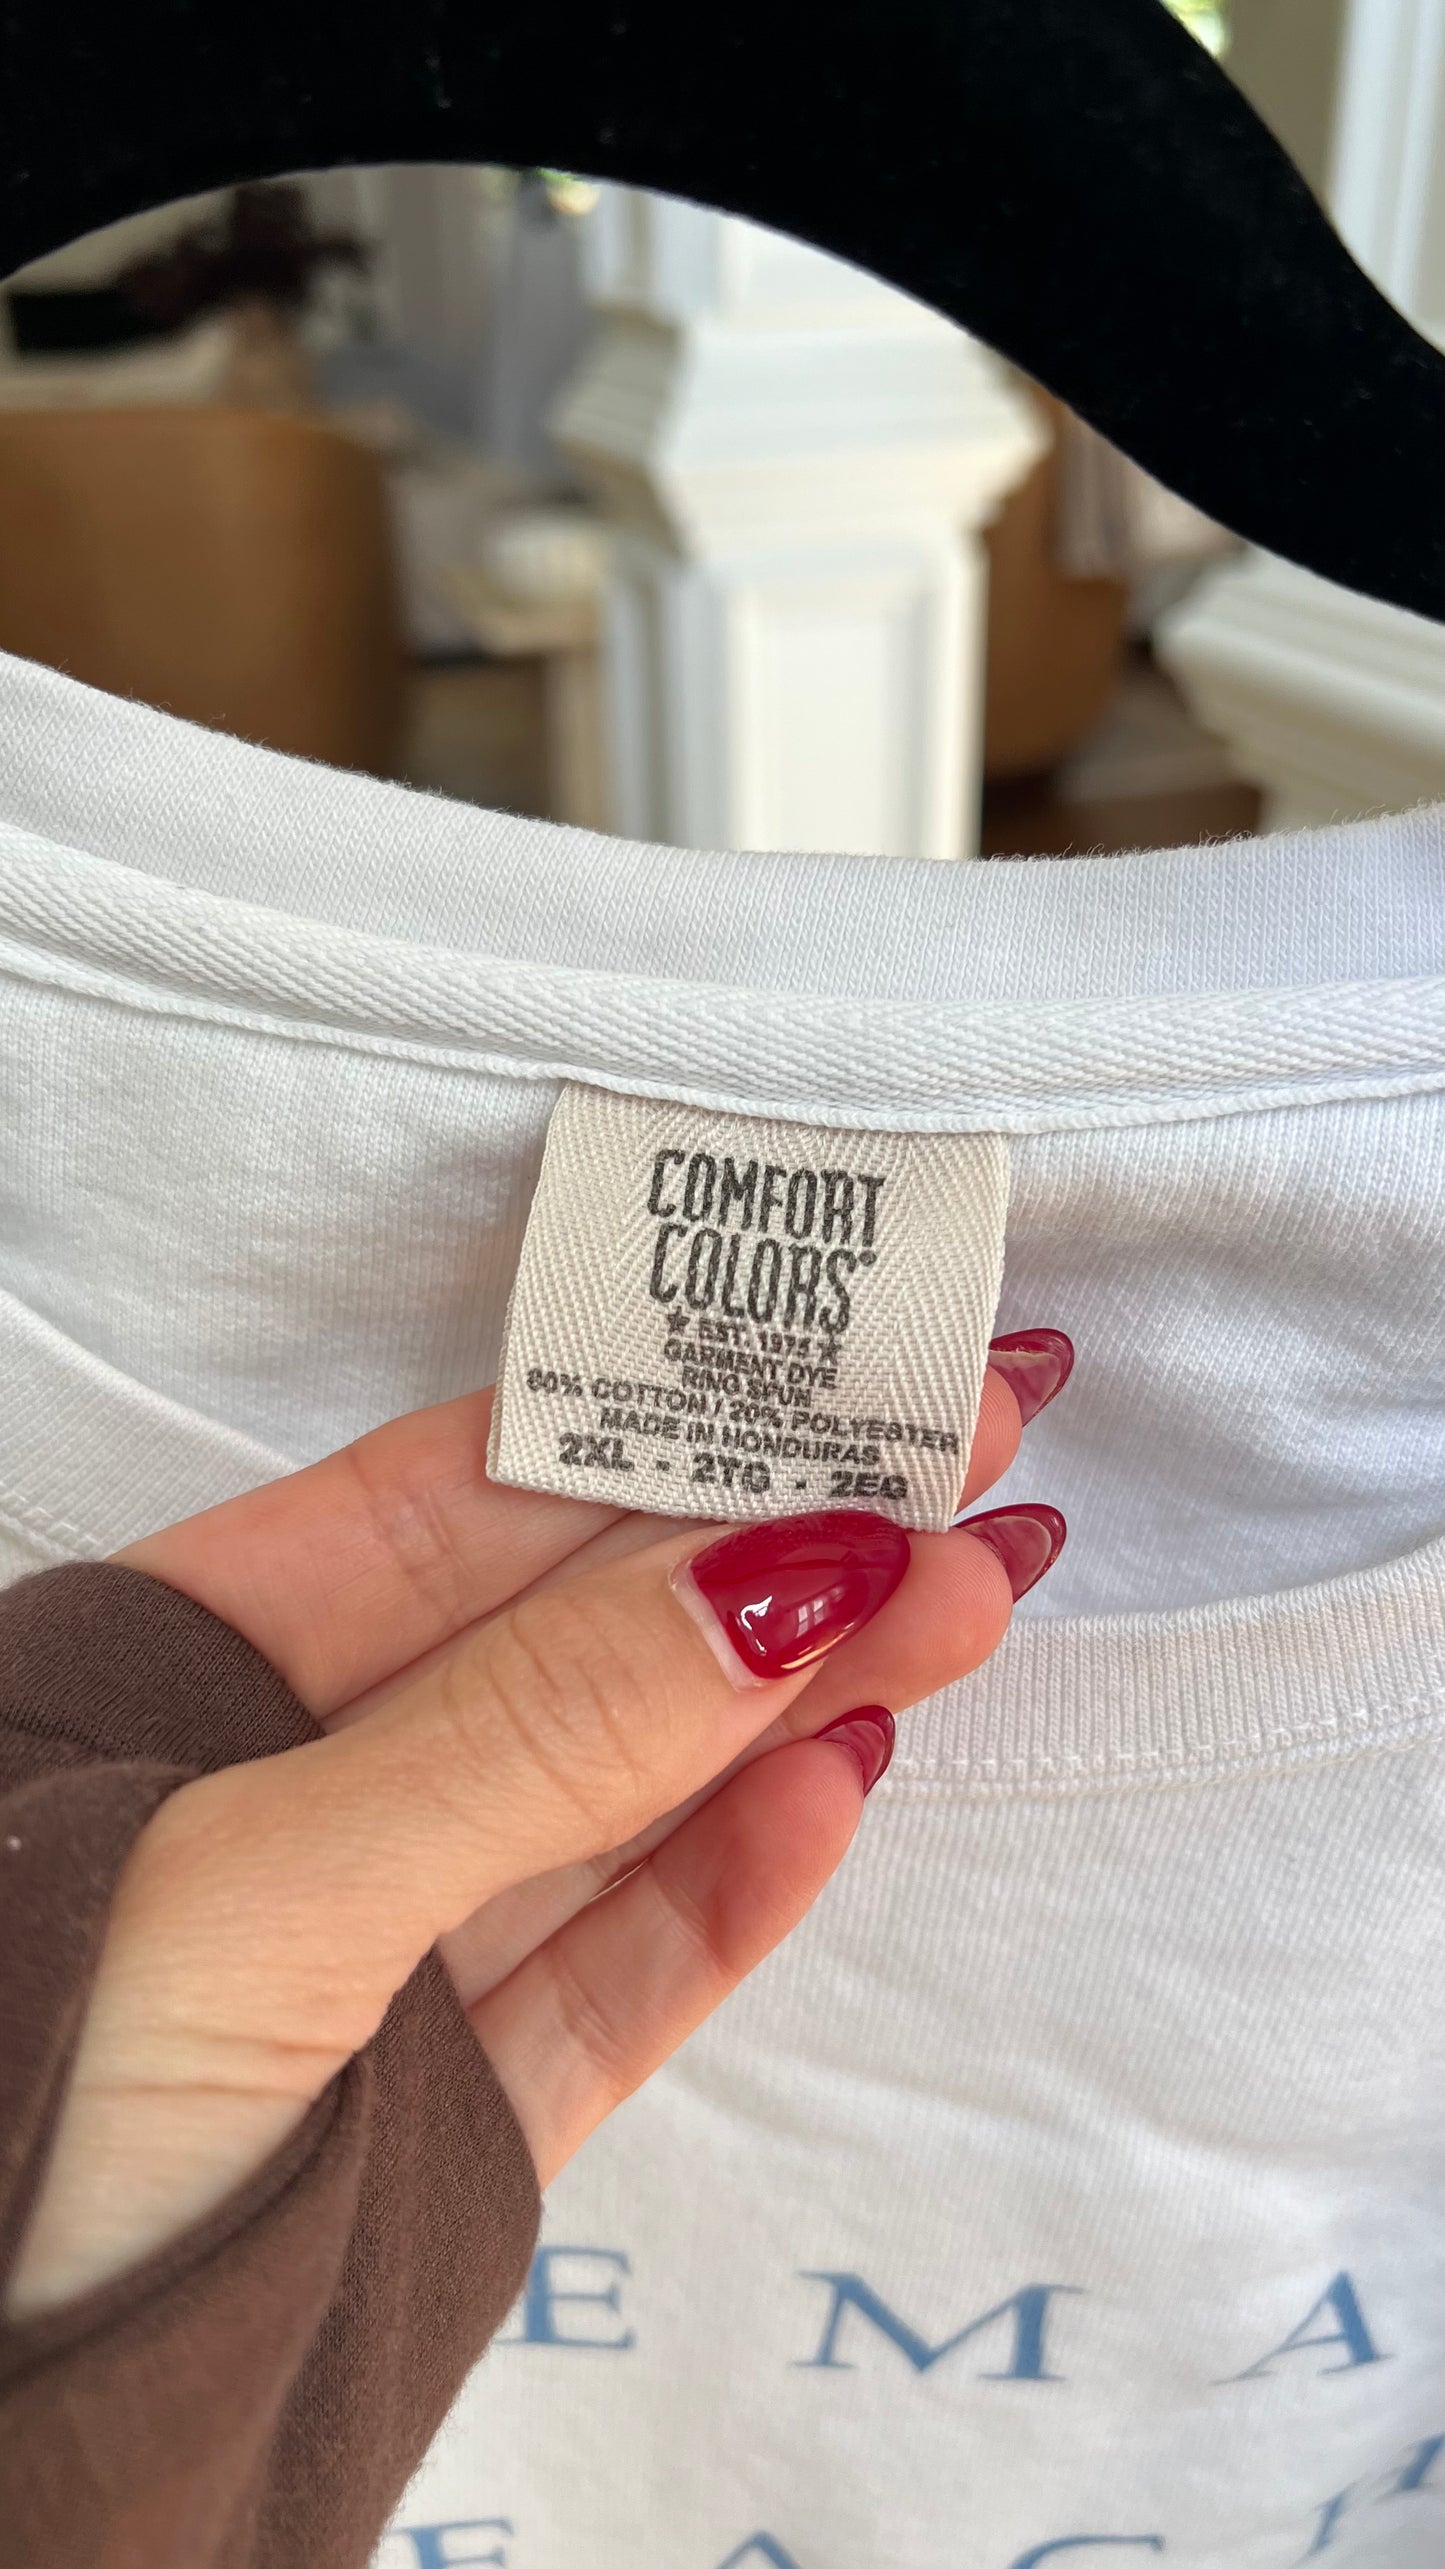 COMFORT
COLORS®
★ EST. 1975 ★
GARMENT DYE
RING SPUN
80% COTTON / 20% POLYESTER
MADE IN HONDURAS
2XL - 2TG - 2EG
E M A
E A C H